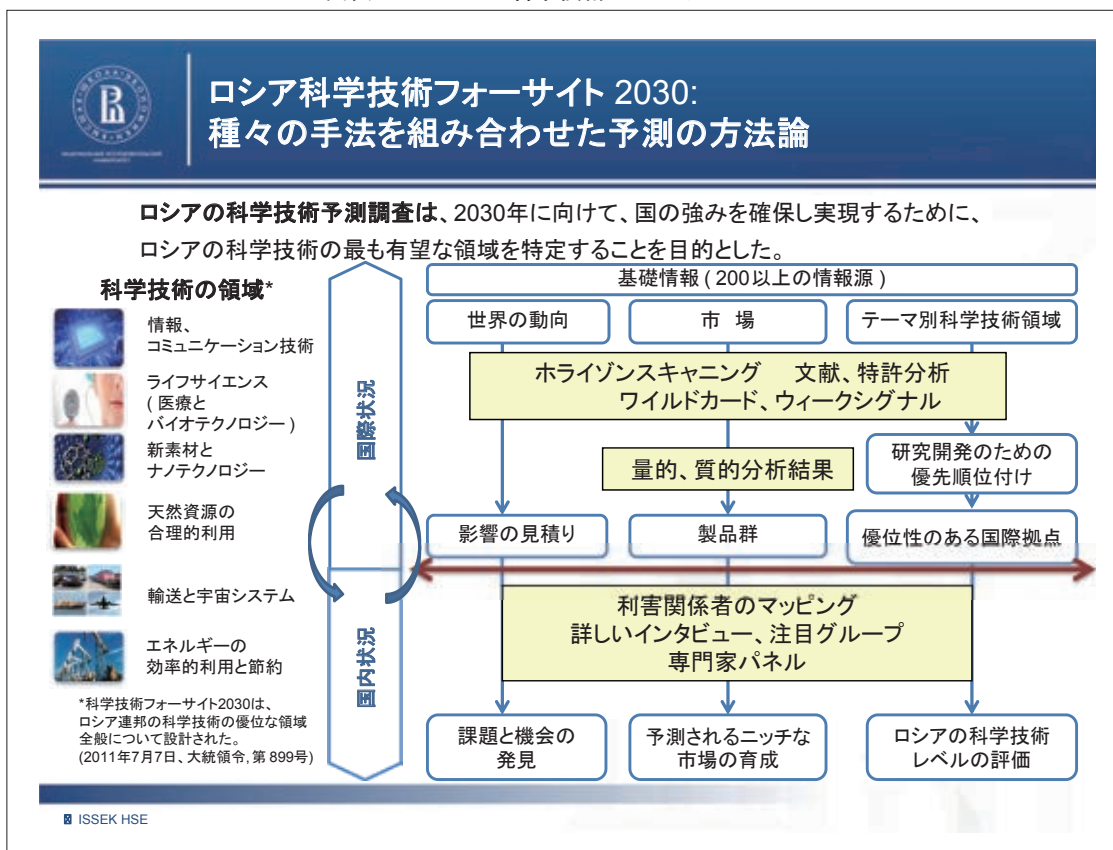 ロシア科学技術フォーサイト 2030:
種々の手法を組み合わせた予測の方法論
ロシアの科学技術予測調査は、2030年に向けて、国の強みを確保し実現するために、
ロシアの科学技術の最も有望な領域を特定することを目的とした。
科学技術の領域*
情報、
コミュニケーション技術
ライフサイエンス
( 医療と
バイオテクノロジー )
新素材と
ナノテクノロジー
天然資源の
合理的利用
輸送と宇宙システム
エネルギーの
効率的利用と節約
*科学技術フォーサイト2030は、
ロシア連邦の科学技術の優位な領域
全般について設計された。
(2011年7月7日、大統領令, 第 899号)
国際状況
国内状況
基礎情報 ( 200以上の情報源 )
世界の動向
市 場
テーマ別科学技術領域
ホライゾンスキャニング 文献、特許分析
ワイルドカード、ウィークシグナル
量的、質的分析結果
研究開発のための
優先順位付け
影響の見積り
製品群
優位性のある国際拠点
利害関係者のマッピング
詳しいインタビュー、注目グループ
専門家パネル
課題と機会の
発見
予測されるニッチな
市場の育成
ロシアの科学技術
レベルの評価
ISSEK HSE